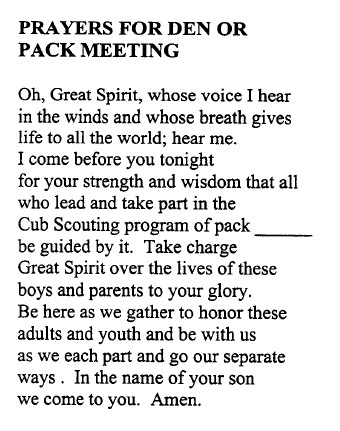 PRAYERS FOR DEN OR
PACK MEETING
Oh, Great Spirit, whose voice I hear
in the winds and whose breath gives
life to all the world; hear me.
I come before you tonight
for your strength and wisdom that all
who lead and take part in the
Cub Scouting program of pack ______
be guided by it.  Take charge
Great Spirit over the lives of these
boys and parents to your glory.
Be here as we gather to honor these
adults and youth and be with us
as we each part and go our separate
ways .  In the name of your son
we come to you.  Amen.